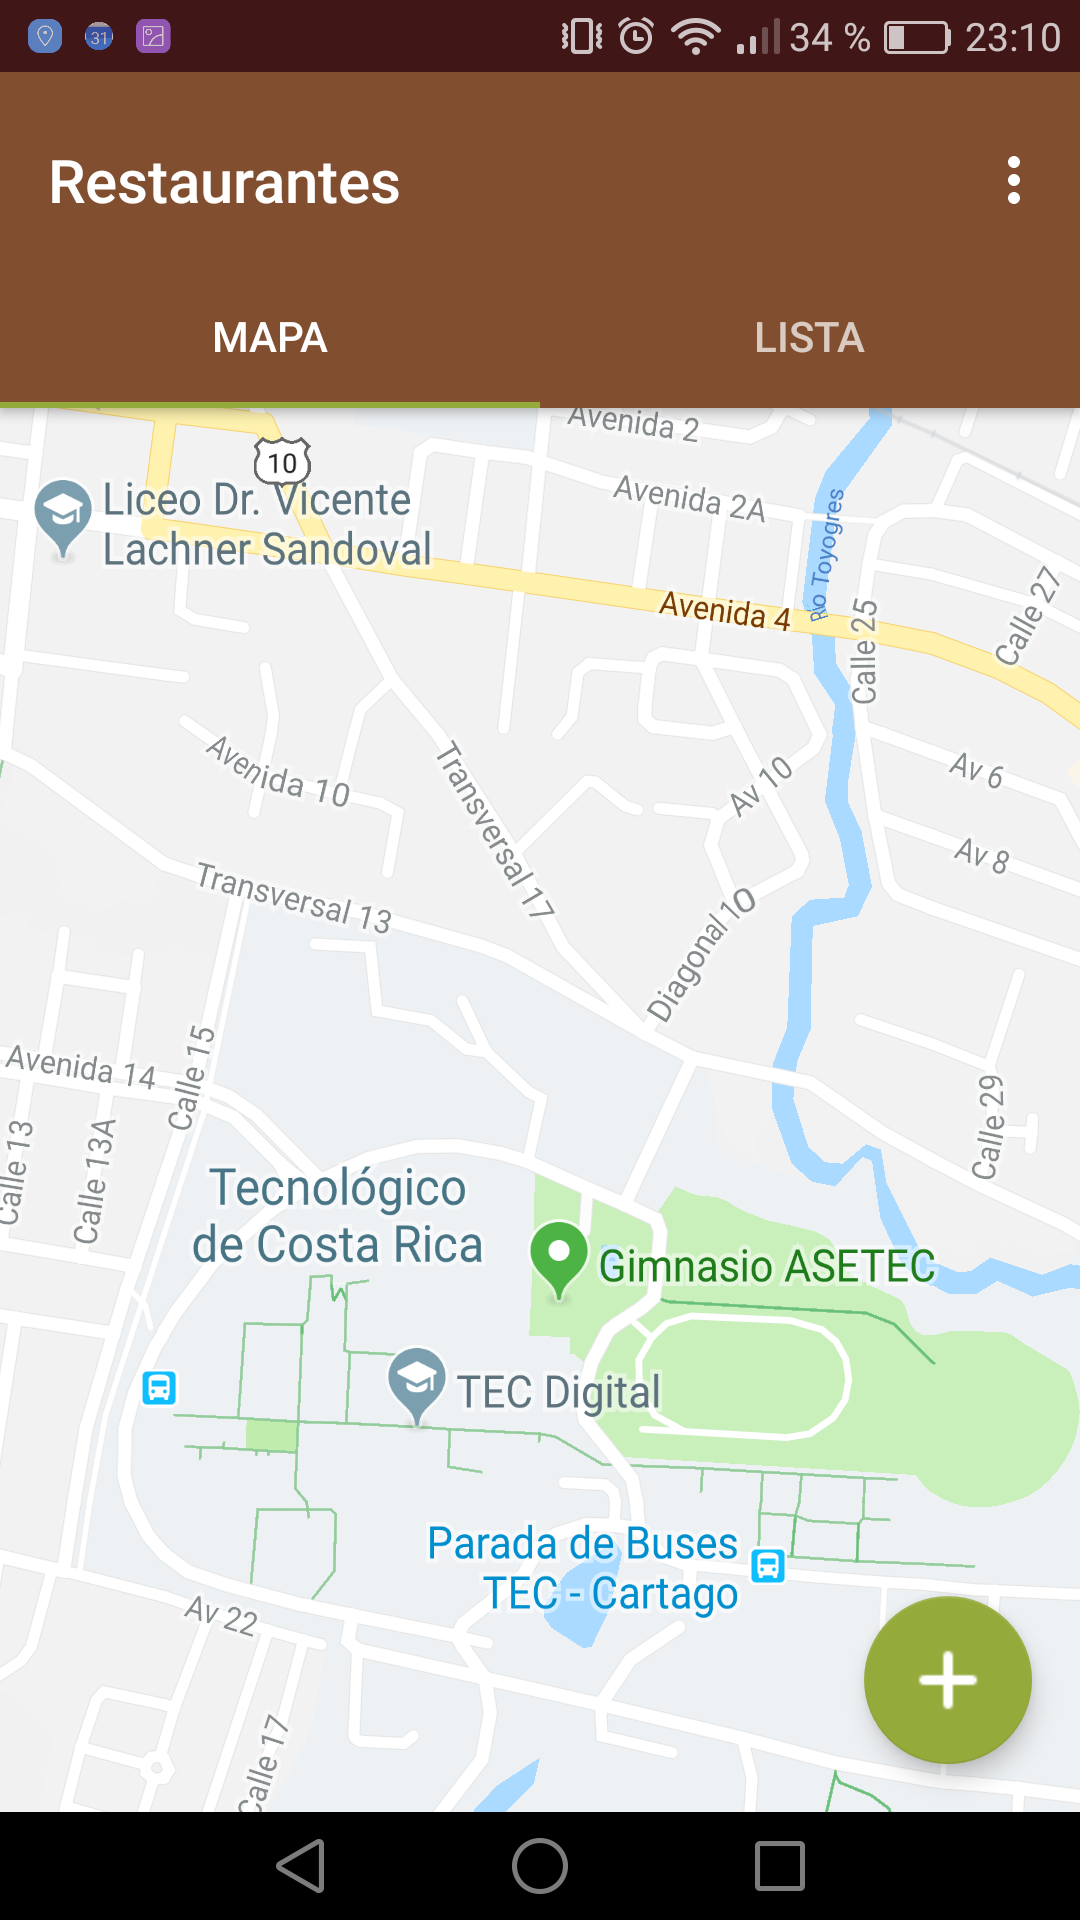 31
34 %
23:10
Restaurantes
MAPA
LISTA
Avenida 2
10
Avenida 2A
Liceo Dr. Vicente
Lachner Sandoval
Río Toyogres
Avenida 4
Calle 25
Calle 27
Avenida 10
Transversal 17
Av 10
Av 6
Av 8
Transversal 13
Diagonal 10
Calle 15
Avenida 14
Calle 13
Calle 13A
Calle 29
Tecnológico
de Costa Rica
Gimnasio ASETEC
TEC Digital
Parada de Buses
TEC - Cartago
Av 22
Calle 17